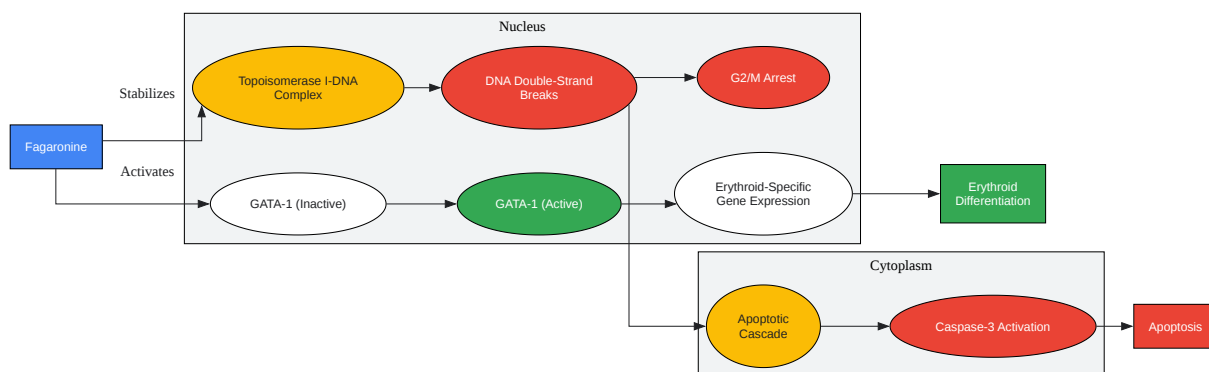 Nucleus
Topoisomerase I-DNA
Complex
DNA Double-Strand
Breaks
G2/M Arrest
Stabilizes
Fagaronine
Activates
GATA-1 (Inactive)
GATA-1 (Active)
Erythroid-Specific
Gene Expression
Erythroid
Differentiation
Cytoplasm
Apoptotic
Cascade
Caspase-3 Activation
Apoptosis